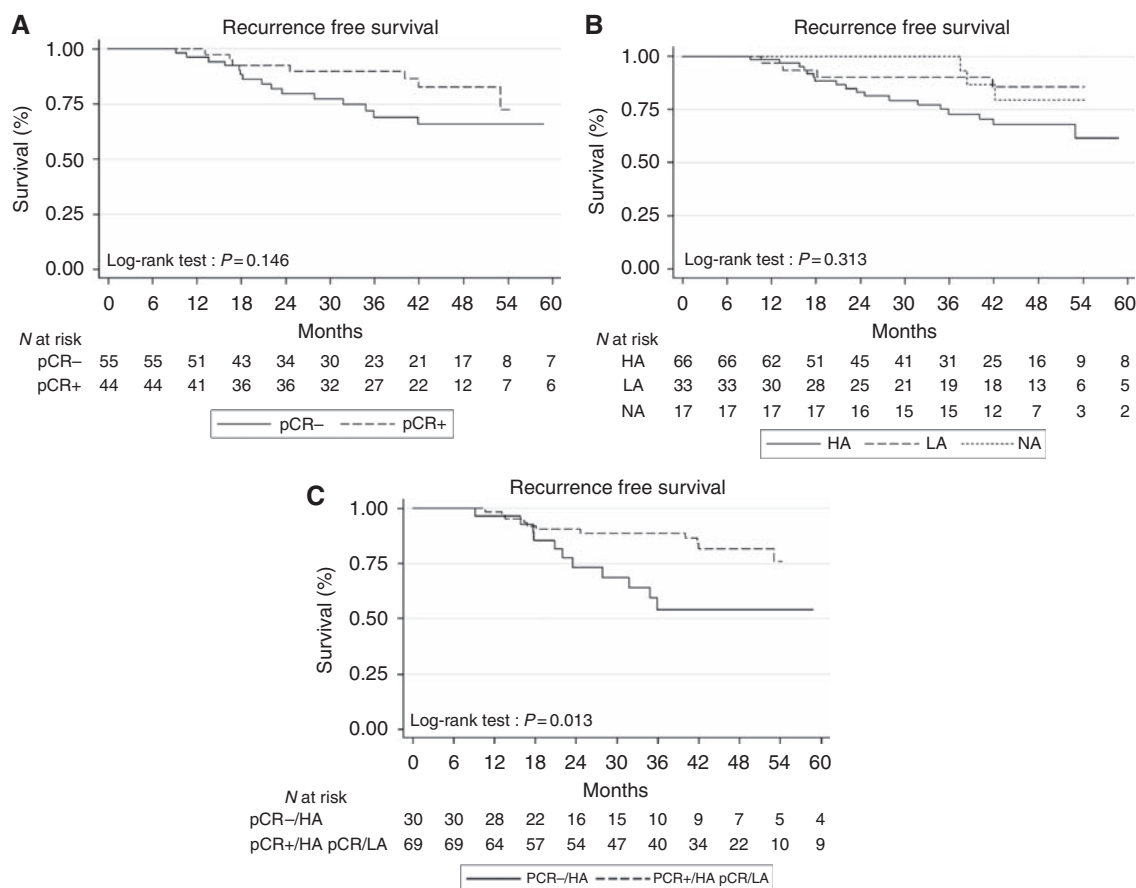 A
Recurrence free survival
1.00
0.75
0.50
0.25
0.00
Survival (%)
Log-rank test : P=0.146
0 6 12 18 24 30 36 42 48 54 60
Months
N at risk
pCR– 55 55 51 43 34 30 23 21 17 8 7
pCR+ 44 44 41 36 36 32 27 22 12 7 6
pCR– pCR+
B
Recurrence free survival
1.00
0.75
0.50
0.25
0.00
Survival (%)
Log-rank test : P=0.313
0 6 12 18 24 30 36 42 48 54 60
Months
N at risk
HA 66 66 62 51 45 41 31 25 16 9 8
LA 33 33 30 28 25 21 19 18 13 6 5
NA 17 17 17 17 16 15 15 12 7 3 2
HA LA NA
C
Recurrence free survival
1.00
0.75
0.50
0.25
0.00
Survival (%)
Log-rank test : P=0.013
0 6 12 18 24 30 36 42 48 54 60
Months
N at risk
pCR–/HA 30 30 28 22 16 15 10 9 7 5 4
pCR+/HA pCR/LA 69 69 64 57 54 47 40 34 22 10 9
PCR–/HA PCR+/HA pCR/LA